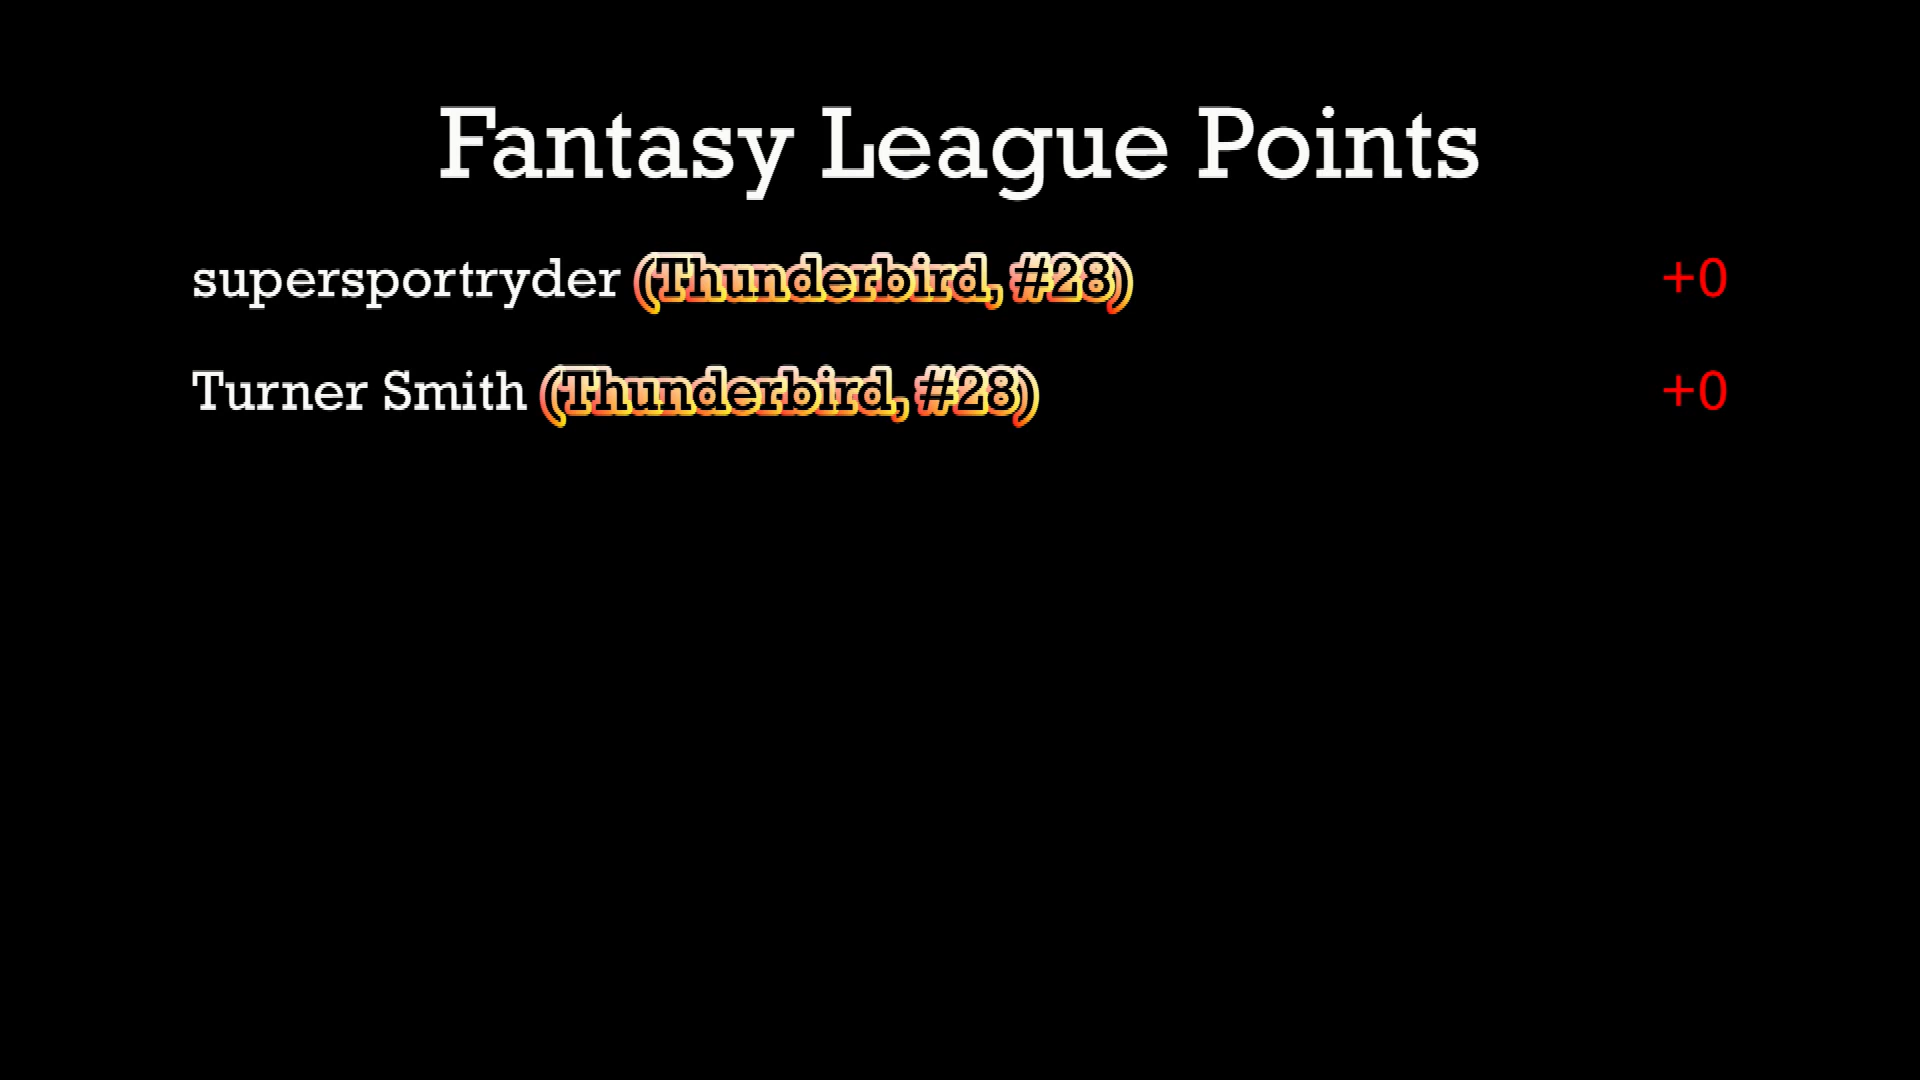 Fantasy League Points
supersportryder (Thunderbird, #28) +0
Turner Smith (Thunderbird, #28) +0